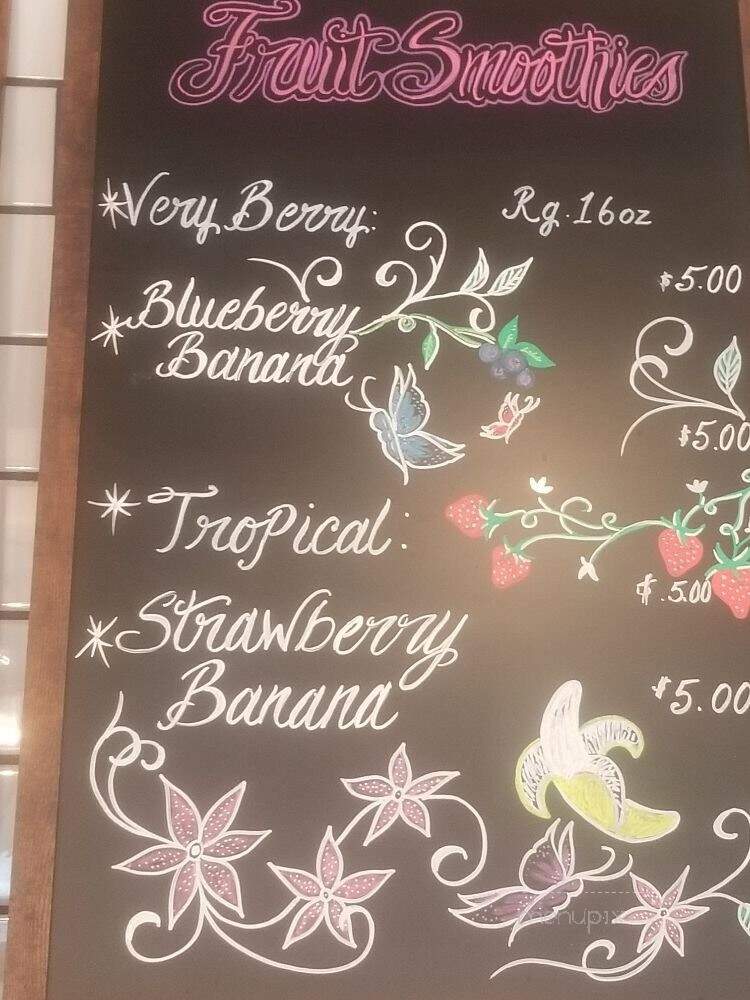 Fruit Smoothies
*Very Berry: Rg. 16oz
$5.00
*Blueberry
Banana
$5.00
*Tropical:
$.5.00
*Strawberry
Banana
$5.00
menupix